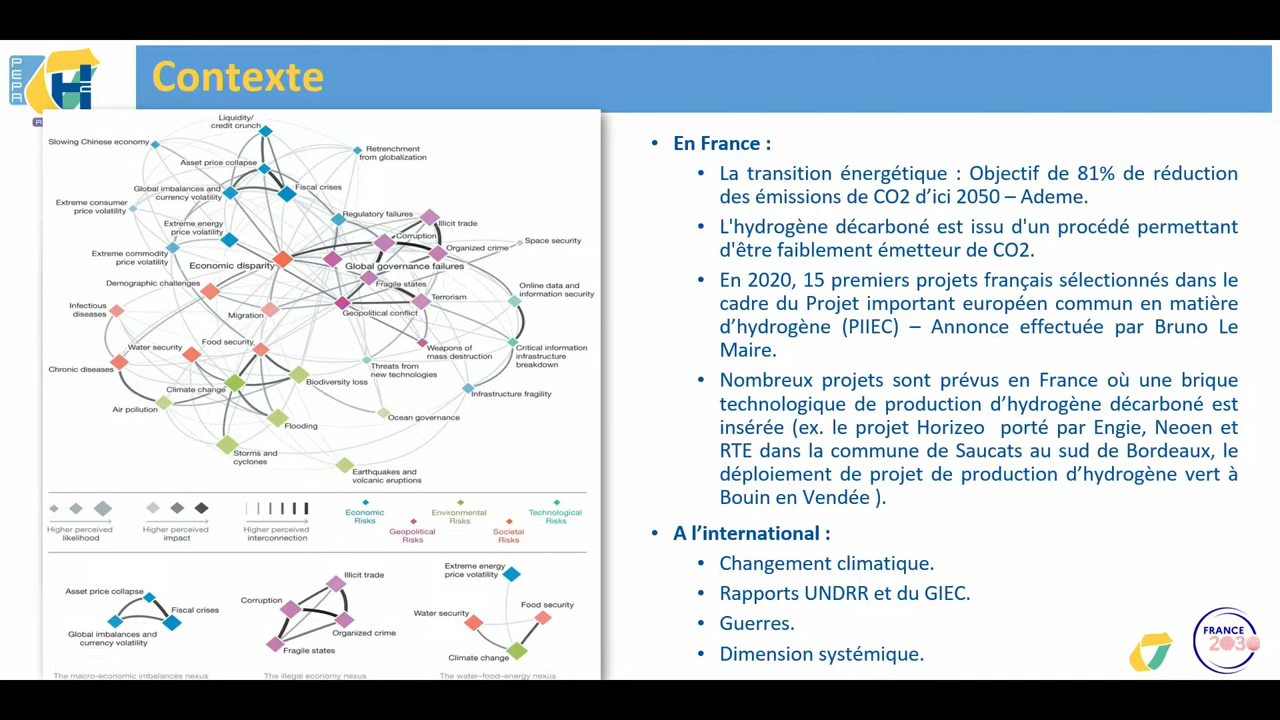 PEPR
H2
Contexte
Liquidity/
credit crunch
Slowing Chinese economy
Retrenchment
from globalization
Asset price collapse
Global imbalances and
currency volatility
Fiscal crises
Extreme consumer
price volatility
Regulatory failures
Illicit trade
Extreme energy
price volatility
Corruption
Organized crime
Space security
Extreme commodity
price volatility
Economic disparity
Global governance failures
Demographic challenges
Fragile states
Online data and
information security
Terrorism
Infectious
diseases
Migration
Geopolitical conflict
Water security
Food security
Weapons of
mass destruction
Critical information
infrastructure
breakdown
Chronic diseases
Threats from
new technologies
Climate change
Biodiversity loss
Infrastructure fragility
Air pollution
Ocean governance
Flooding
Storms and
cyclones
Earthquakes and
volcanic eruptions
Higher perceived
likelihood
Higher perceived
impact
Higher perceived
interconnection
Economic
Risks
Geopolitical
Risks
Environmental
Risks
Societal
Risks
Technological
Risks
Asset price collapse
Fiscal crises
Global imbalances and
currency volatility
The macro-economic imbalances nexus
Illicit trade
Corruption
Organized crime
Fragile states
The illegal economy nexus
Extreme energy
price volatility
Water security
Food security
Climate change
The water–food–energy nexus
• En France :
• La transition énergétique : Objectif de 81% de réduction
des émissions de CO2 d’ici 2050 – Ademe.
• L'hydrogène décarboné est issu d'un procédé permettant
d'être faiblement émetteur de CO2.
• En 2020, 15 premiers projets français sélectionnés dans le
cadre du Projet important européen commun en matière
d’hydrogène (PIIEC) – Annonce effectuée par Bruno Le
Maire.
• Nombreux projets sont prévus en France où une brique
technologique de production d’hydrogène décarboné est
insérée (ex. le projet Horizeo porté par Engie, Neoen et
RTE dans la commune de Saucats au sud de Bordeaux, le
déploiement de projet de production d’hydrogène vert à
Bouin en Vendée ).
• A l’international :
• Changement climatique.
• Rapports UNDRR et du GIEC.
• Guerres.
• Dimension systémique.
FRANCE
2030